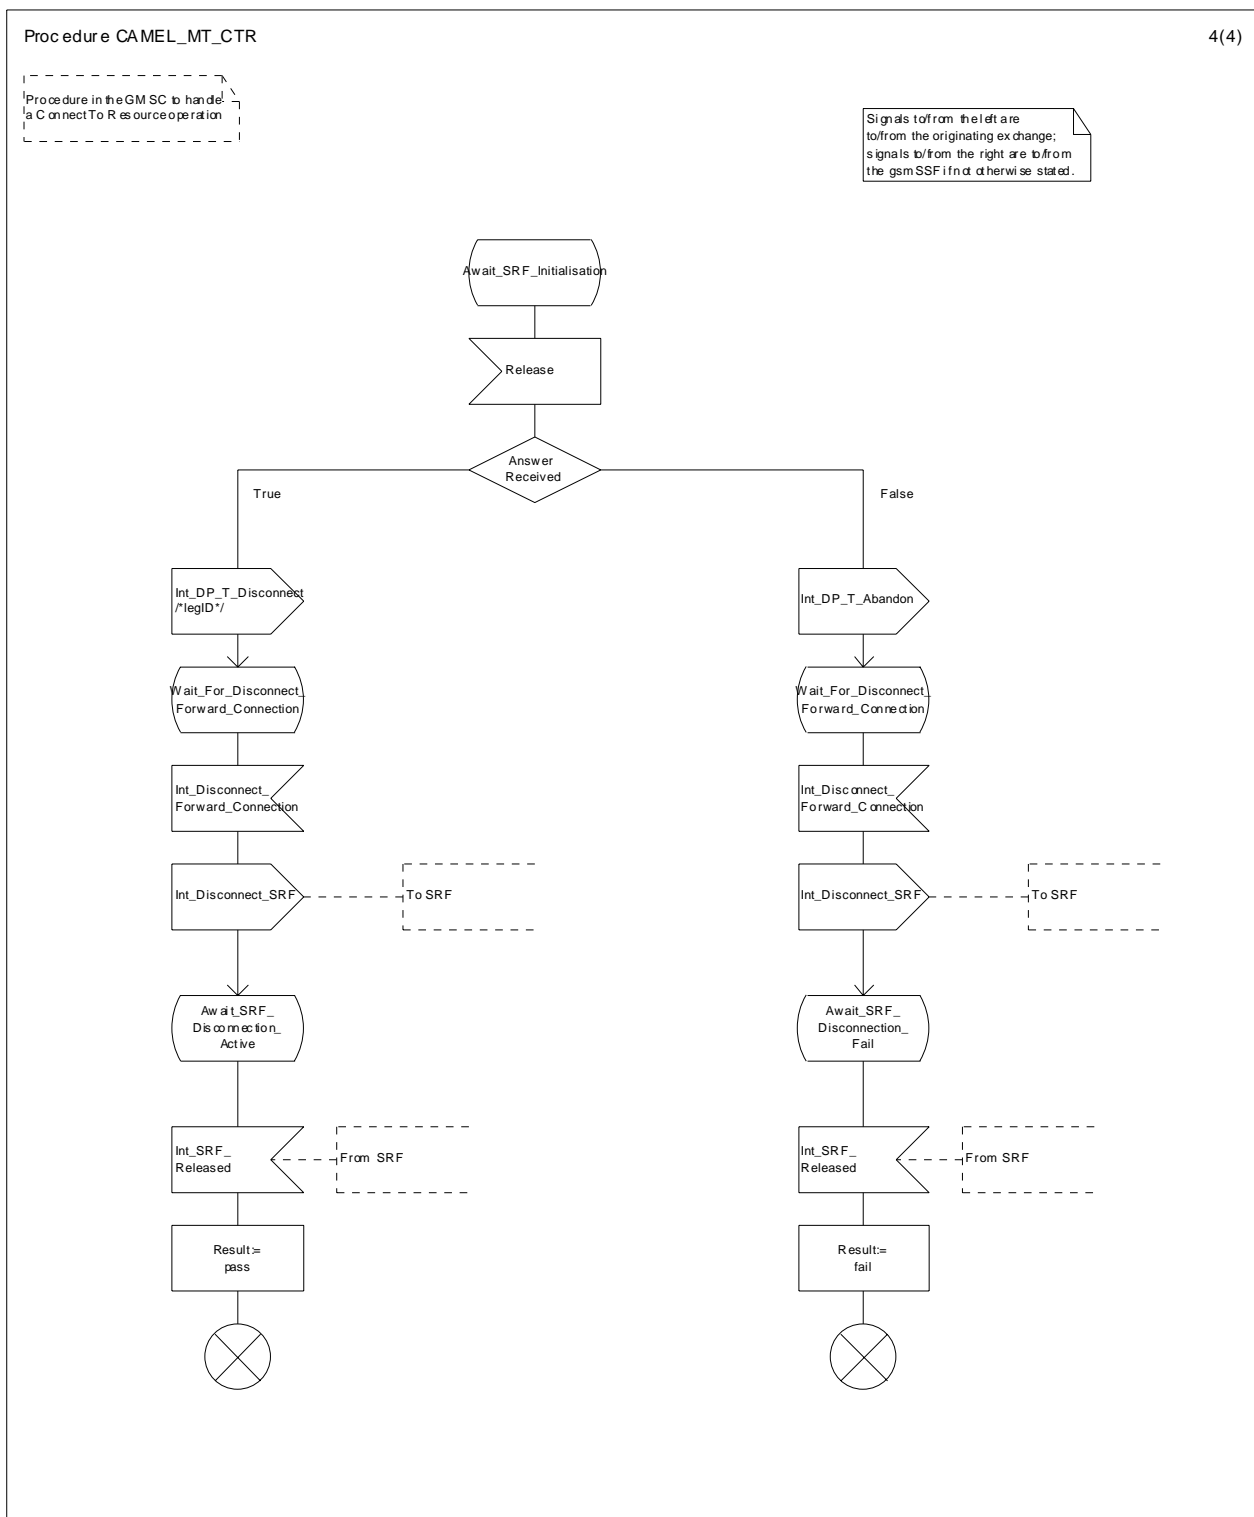 Procedure CAMEL_MT_CTR
4(4)
Procedure in the GMSC to handle
a Connect To Resource operation
Signals to/from the left are
to/from the originating exchange;
signals to/from the right are to/from
the gsmSSF if not otherwise stated.
Await_SRF_Initialisation
Release
Answer
Received
True
False
Int_DP_T_Disconnect
/*legID*/
Int_DP_T_Abandon
Wait_For_Disconnect_
Forward_Connection
Wait_For_Disconnect_
Forward_Connection
Int_Disconnect_
Forward_Connection
Int_Disconnect_
Forward_Connection
Int_Disconnect_SRF
To SRF
Int_Disconnect_SRF
To SRF
Await_SRF_
Disconnection_
Active
Await_SRF_
Disconnection_
Fail
Int_SRF_
Released
From SRF
Int_SRF_
Released
From SRF
Result:=
pass
Result:=
fail